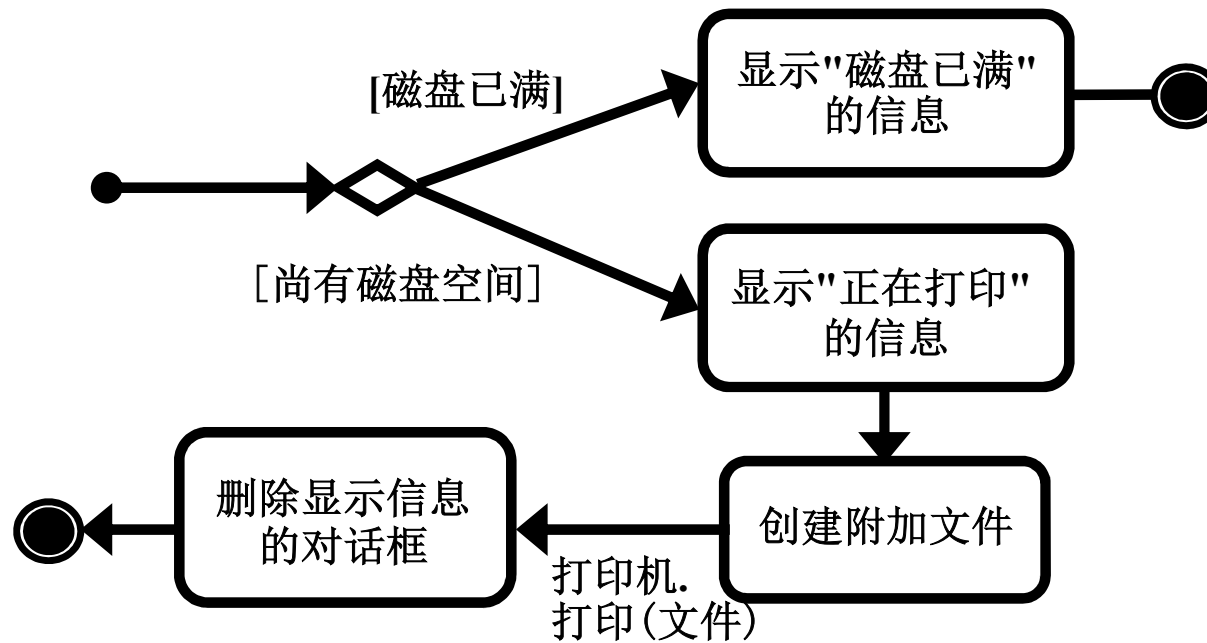 [磁盘已满]
显示"磁盘已满"
的信息
[尚有磁盘空间]
显示"正在打印"
的信息
创建附加文件
打印机.
打印(文件)
删除显示信息
的对话框